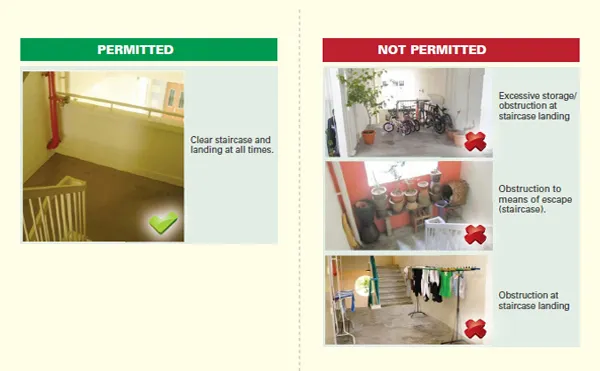 PERMITTED
Clear staircase and
landing at all times.
NOT PERMITTED
Excessive storage/
obstruction at
staircase landing
Obstruction to
means of escape
(staircase).
Obstruction at
staircase landing